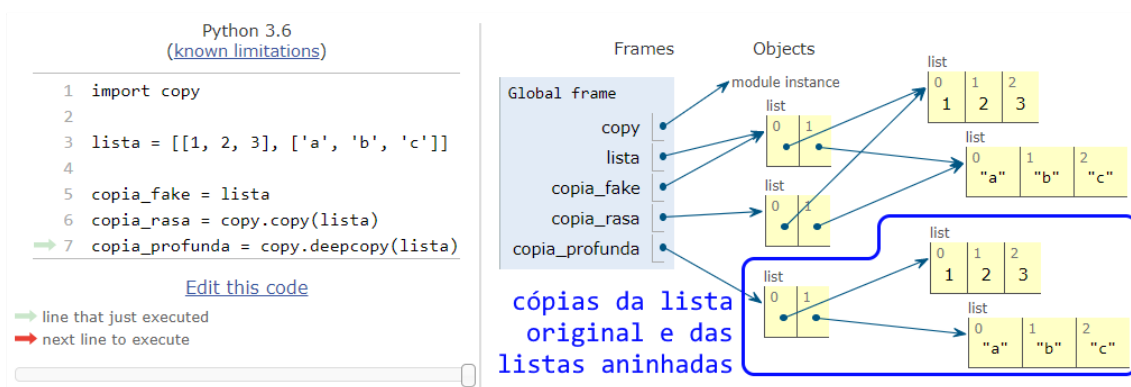 Python 3.6
(known limitations)
1 import copy
2
3 lista = [[1, 2, 3], ['a', 'b', 'c']]
4
5 copia_fake = lista
6 copia_rasa = copy.copy(lista)
7 copia_profunda = copy.deepcopy(lista)
Edit this code
line that just executed
next line to execute
Frames
Objects
Global frame
copy
lista
copia_fake
copia_rasa
copia_profunda
module instance
list
0 1
list
0 1
list
0 1
list
0 1 2
1 2 3
list
0 1 2
"a" "b" "c"
list
0 1 2
1 2 3
list
0 1 2
"a" "b" "c"
cópias da lista
original e das
listas aninhadas